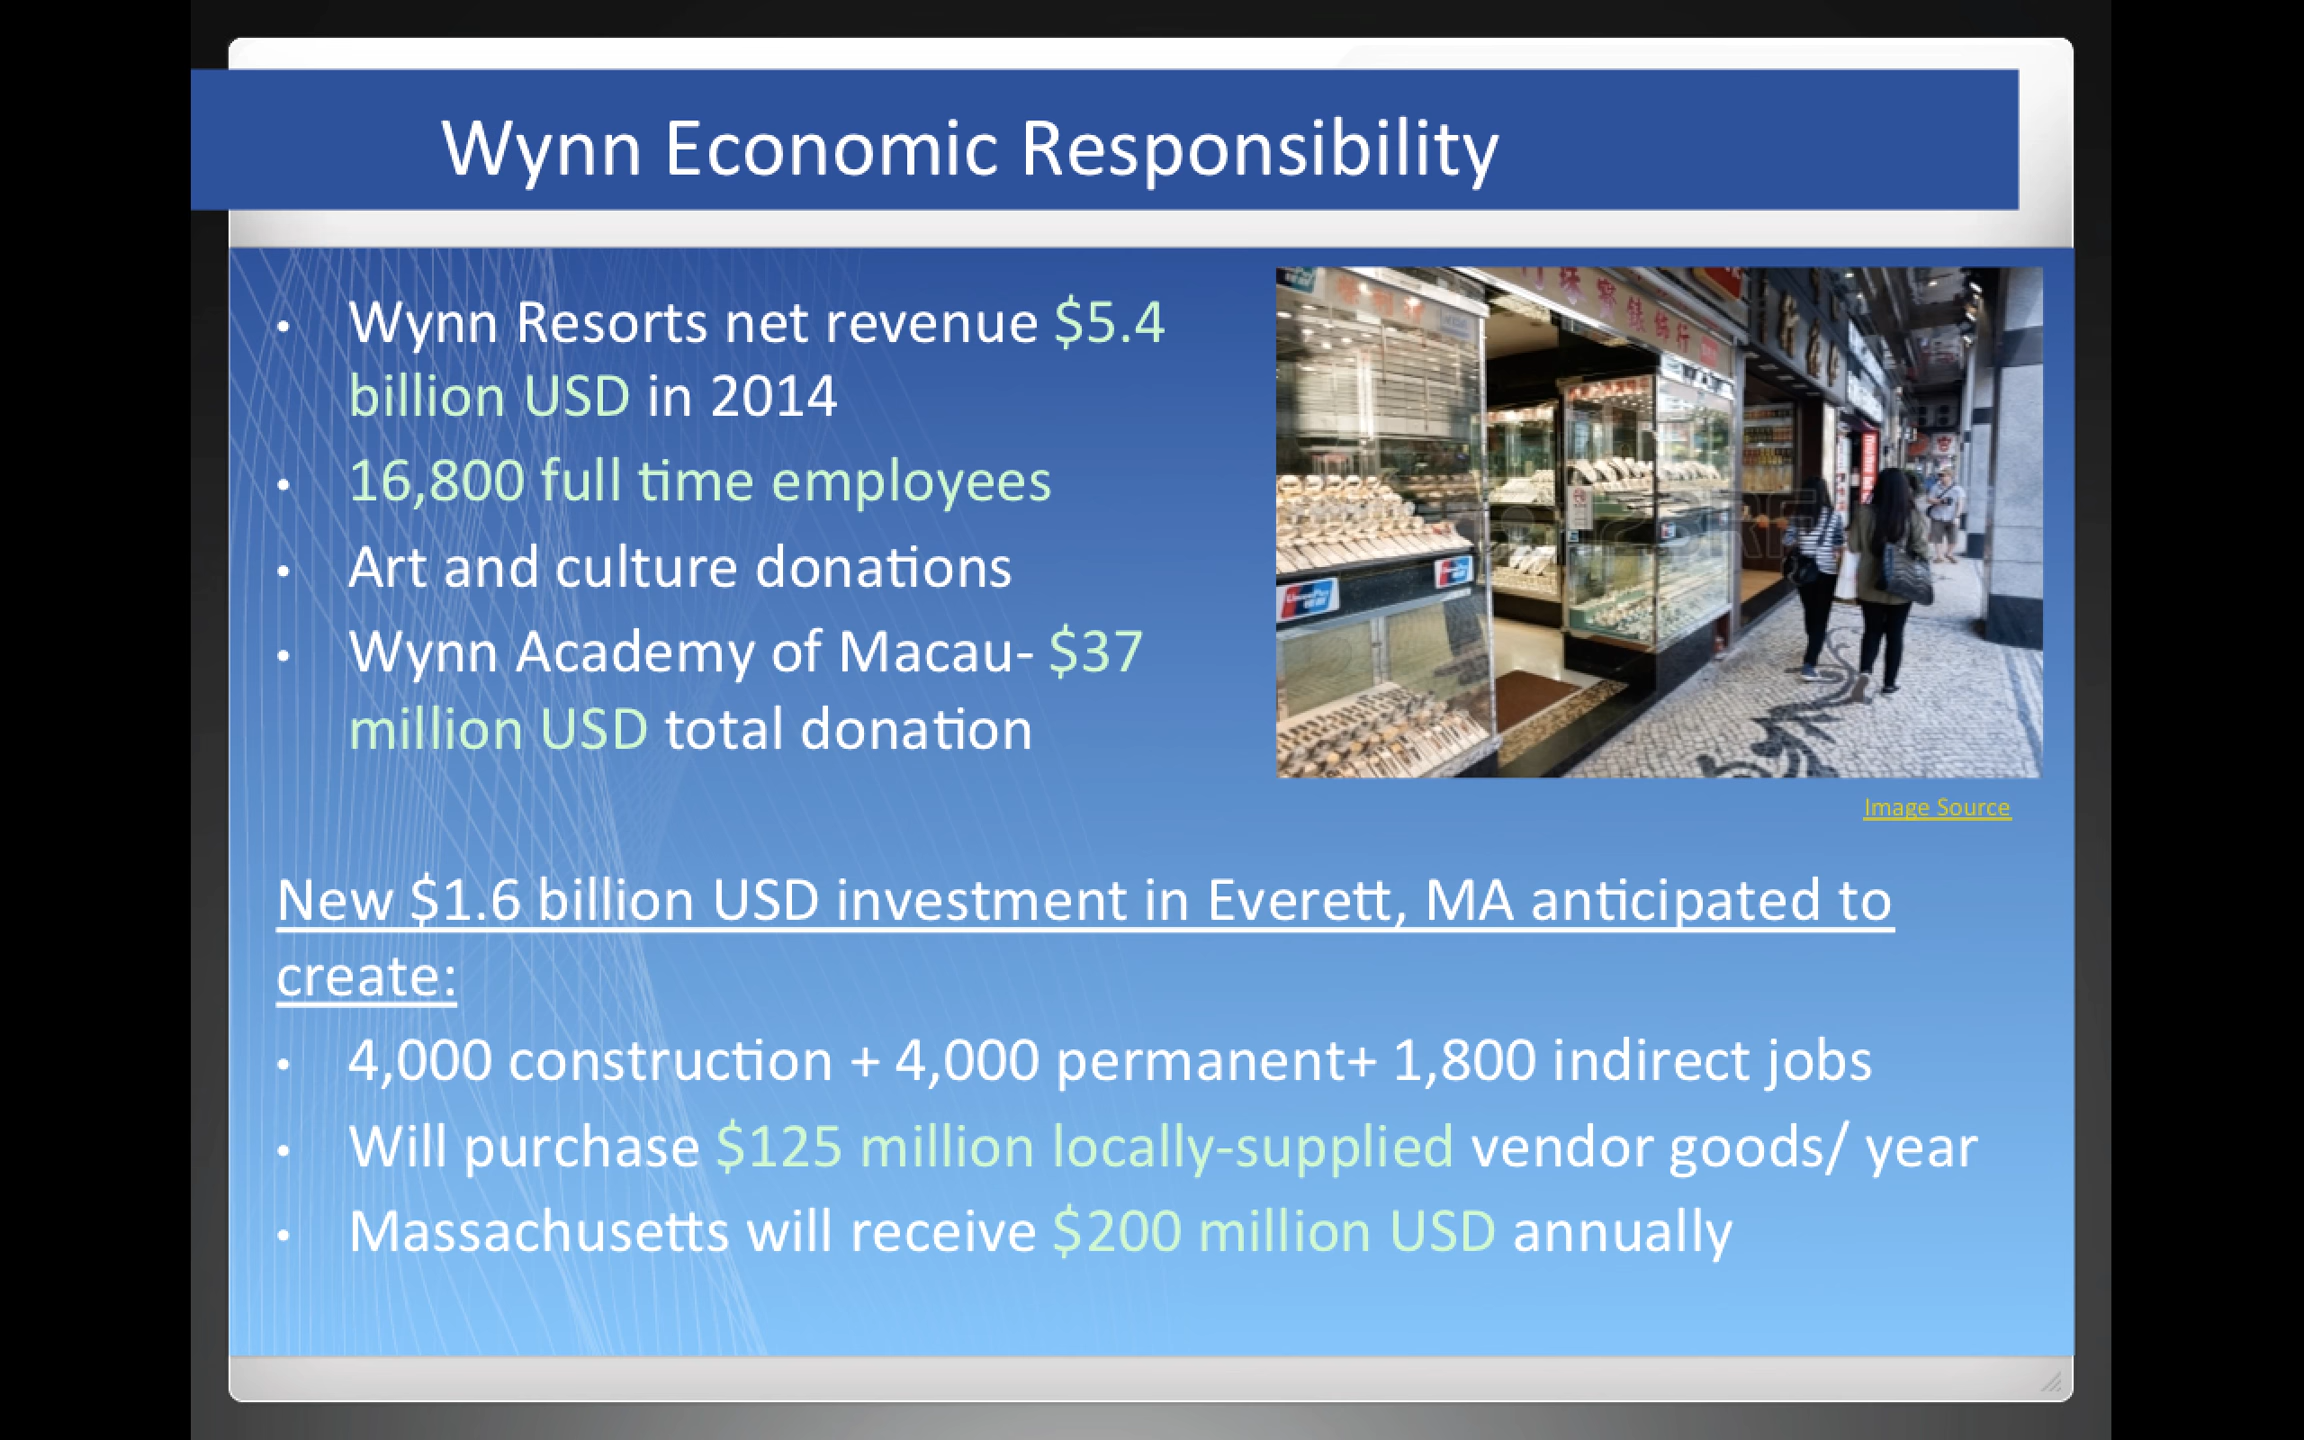 Wynn Economic Responsibility
• Wynn Resorts net revenue $5.4
billion USD in 2014
• 16,800 full time employees
• Art and culture donations
• Wynn Academy of Macau- $37
million USD total donation
Image Source
New $1.6 billion USD investment in Everett, MA anticipated to
create:
• 4,000 construction + 4,000 permanent+ 1,800 indirect jobs
• Will purchase $125 million locally-supplied vendor goods/ year
• Massachusetts will receive $200 million USD annually